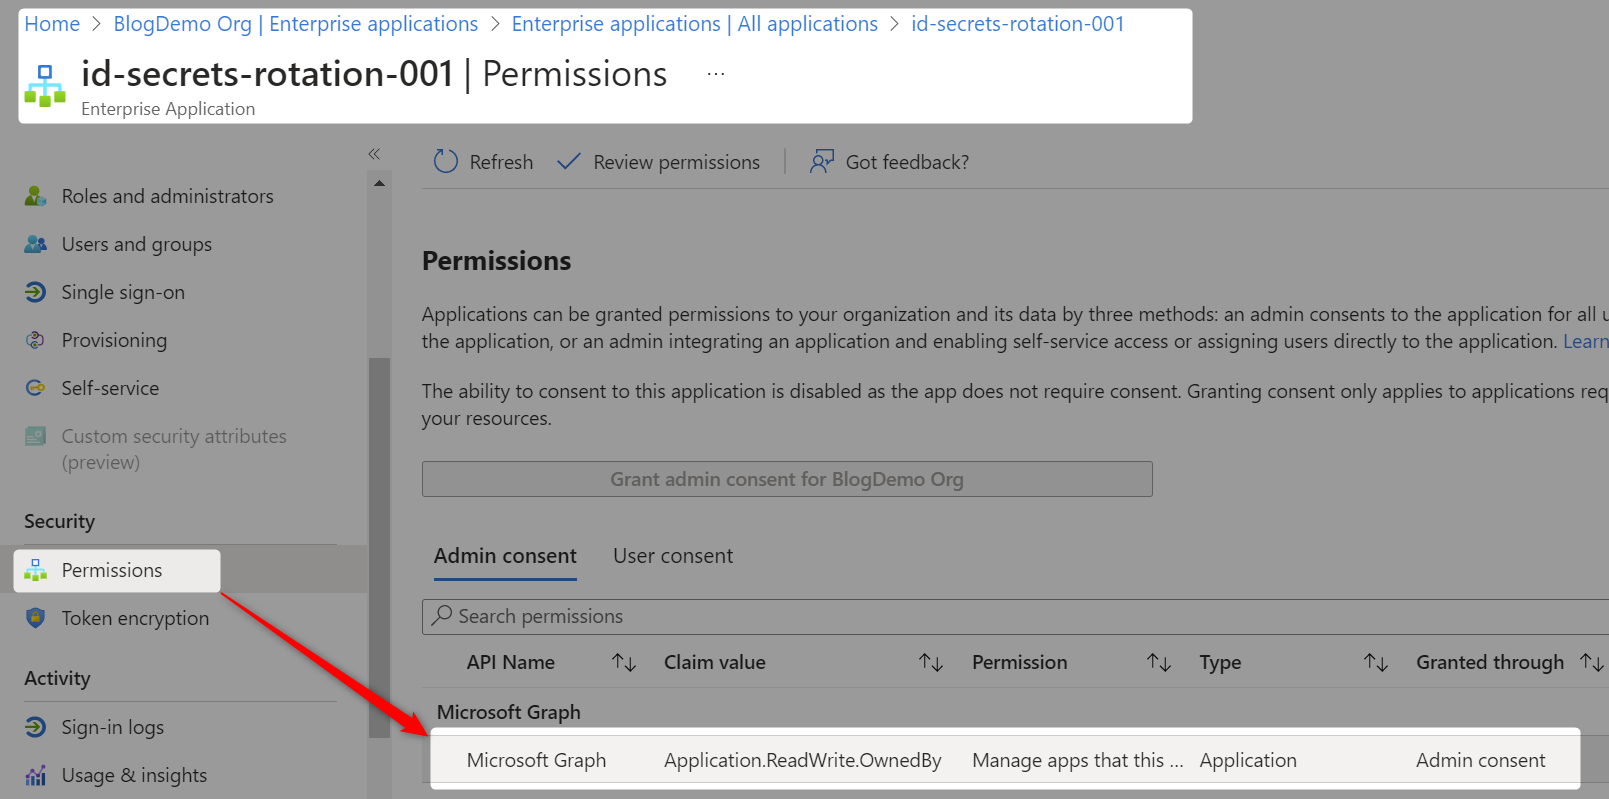 Home > BlogDemo Org | Enterprise applications > Enterprise applications | All applications > id-secrets-rotation-001
id-secrets-rotation-001 | Permissions ...
Enterprise Application
Refresh
Review permissions
Got feedback?
Roles and administrators
Users and groups
Single sign-on
Provisioning
Self-service
Custom security attributes
(preview)
Security
Permissions
Token encryption
Activity
Sign-in logs
Usage & insights
Permissions
Applications can be granted permissions to your organization and its data by three methods: an admin consents to the application for all u
the application, or an admin integrating an application and enabling self-service access or assigning users directly to the application. Learn
The ability to consent to this application is disabled as the app does not require consent. Granting consent only applies to applications req
your resources.
Grant admin consent for BlogDemo Org
Admin consent User consent
Search permissions
API Name Claim value Permission Type Granted through
Microsoft Graph
Microsoft Graph Application.ReadWrite.OwnedBy Manage apps that this ... Application Admin consent